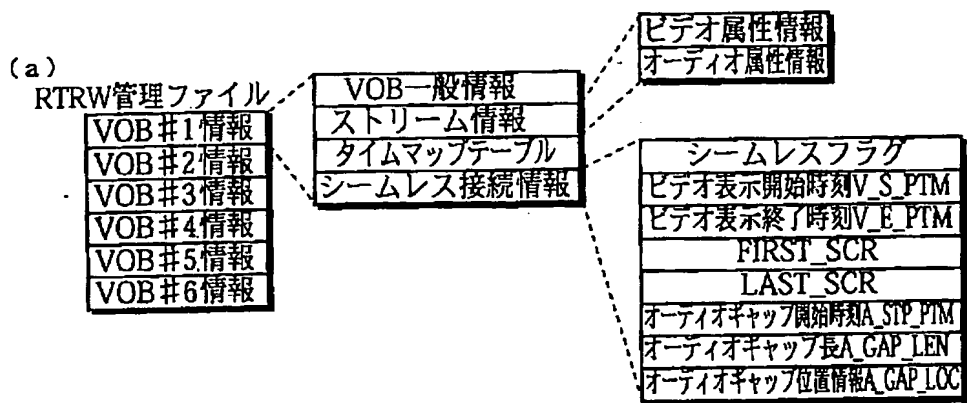 (a)
RTRW管理ファイル
VOB#1情報
VOB#2情報
VOB#3情報
VOB#4情報
VOB#5情報
VOB#6情報
VOB一般情報
ストリーム情報
タイムマップテーブル
シームレス接続情報
ビデオ属性情報
オーディオ属性情報
シームレスフラグ
ビデオ表示開始時刻V_S_PTM
ビデオ表示終了時刻V_E_PTM
FIRST_SCR
LAST_SCR
オーディオギャップ開始時刻A_STP_PTM
オーディオギャップ長A_GAP_LEN
オーディオギャップ位置情報A_GAP_LOC